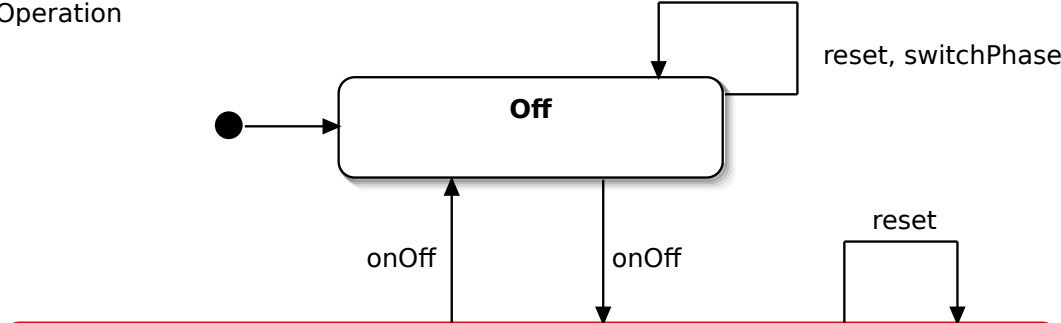 Operation
reset, switchPhase
Off
reset
onOff
onOff